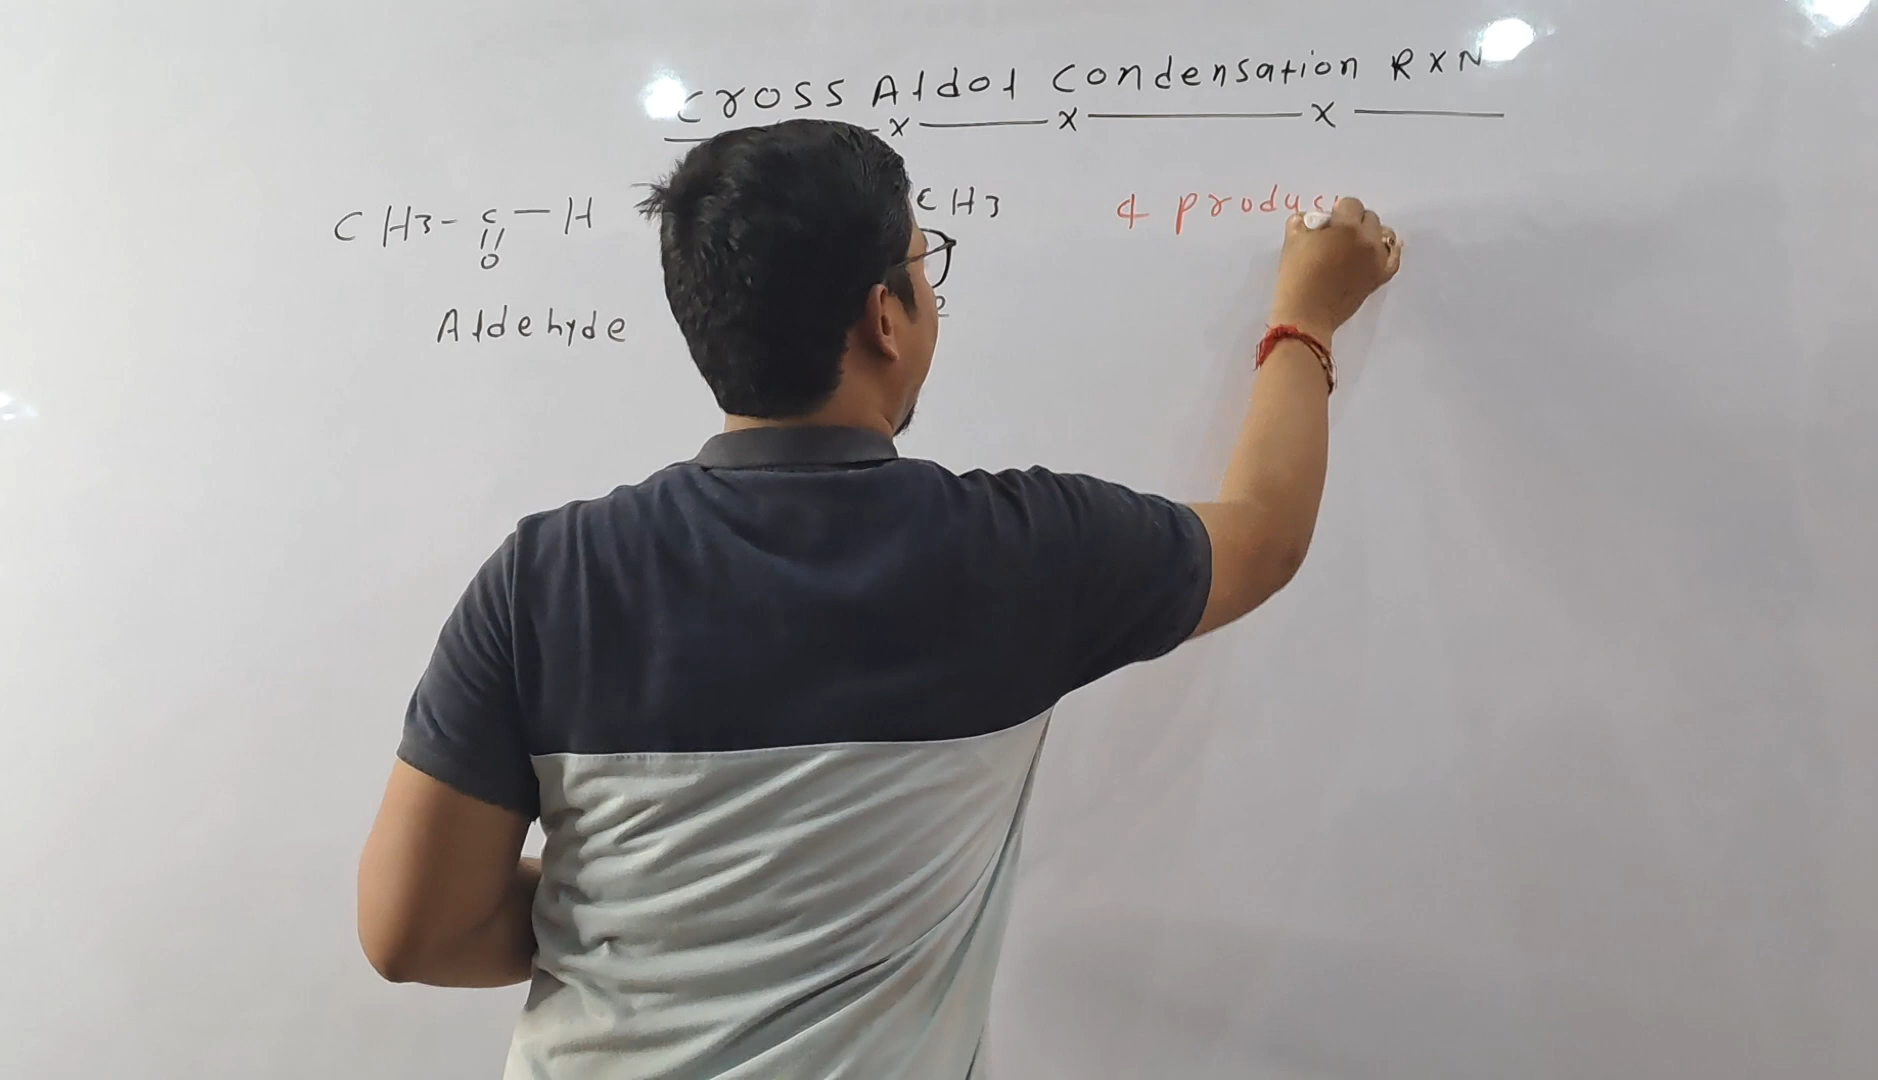 Cross Aldol Condensation RXN
x x x
CH3-C-H CH3 4 produc
||
O
Aldehyde